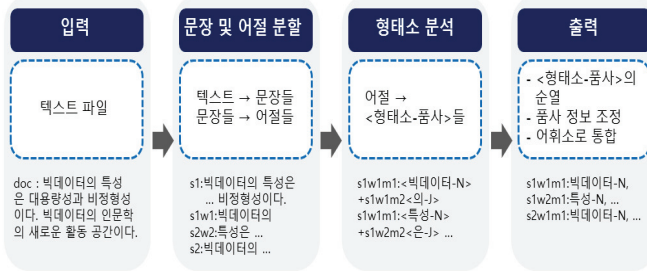 입력
텍스트 파일
doc : 빅데이터의 특성
은 대용량성과 비정형성
이다. 빅데이터의 인문학
의 새로운 활동 공간이다.
문장 및 어절 분할
텍스트 → 문장들
문장들 → 어절들
s1:빅데이터의 특성은
... 비정형성이다.
s1w1:빅데이터의
s2w2:특성은 ...
s2:빅데이터의 ...
형태소 분석
어절 →
<형태소-품사>들
s1w1m1:<빅데이터-N>
+s1w1m2<의-J>
s1w1m1:<특성-N>
+s1w2m2<은-J> ...
출력
- <형태소-품사>의
순열
- 품사 정보 조정
- 어휘소로 통합
s1w1m1:빅데이터-N,
s1w2m1:특성-N, ...
s2w1m1:빅데이터-N, ...